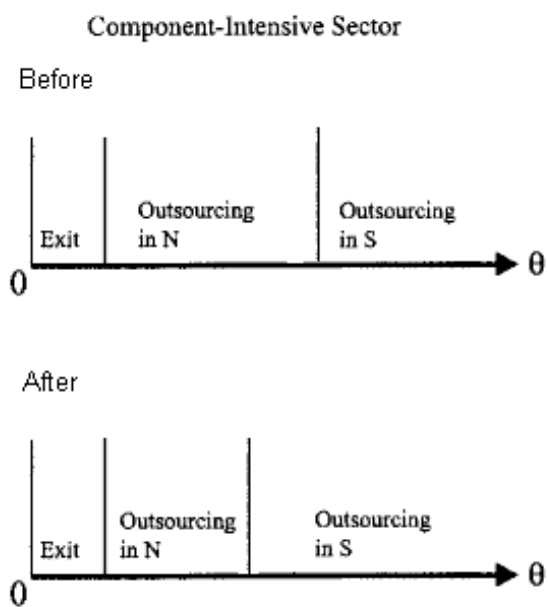 Component-Intensive Sector
Before
Outsourcing
in N
Outsourcing
in S
Exit
0
θ
After
Outsourcing
in N
Outsourcing
in S
Exit
0
θ